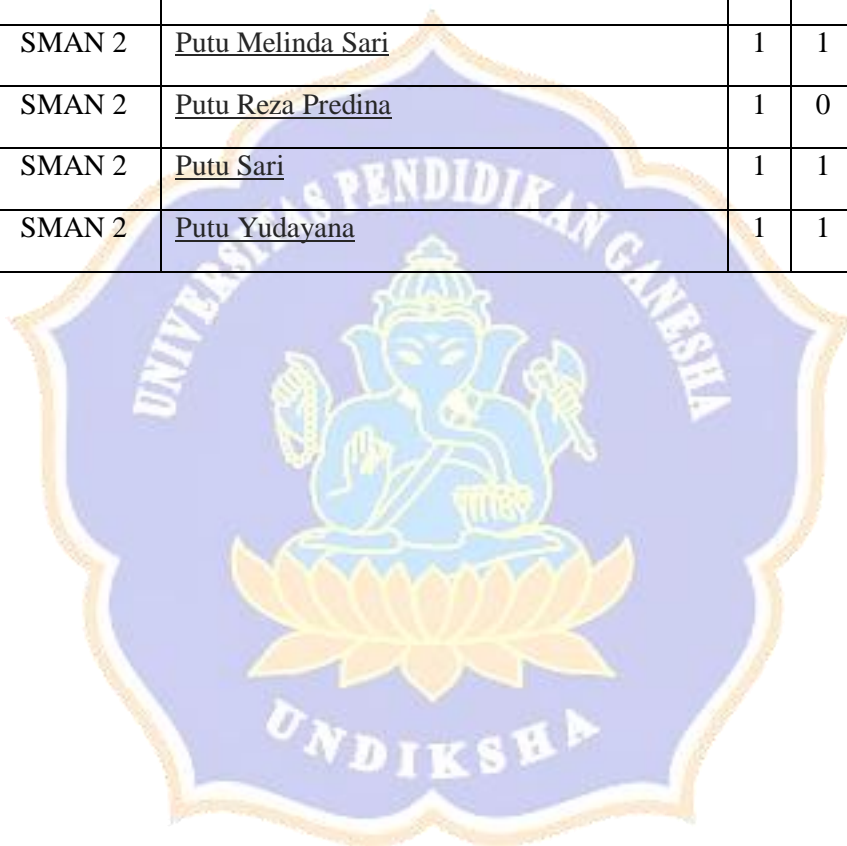 SMAN 2 Putu Melinda Sari 1 1
SMAN 2 Putu Reza Predina 1 0
SMAN 2 Putu Sari 1 1
SMAN 2 Putu Yudayana 1 1
UNIVERSITAS PENDIDIKAN GANESHA
UNDIKSHA